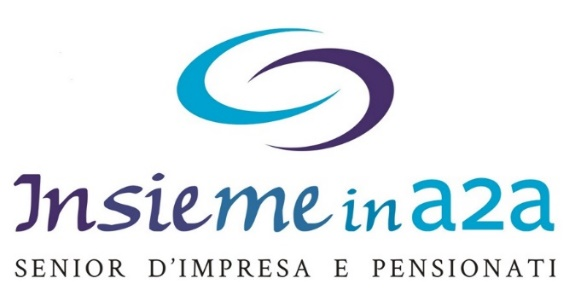 Insieme in a2a
SENIOR D'IMPRESA E PENSIONATI